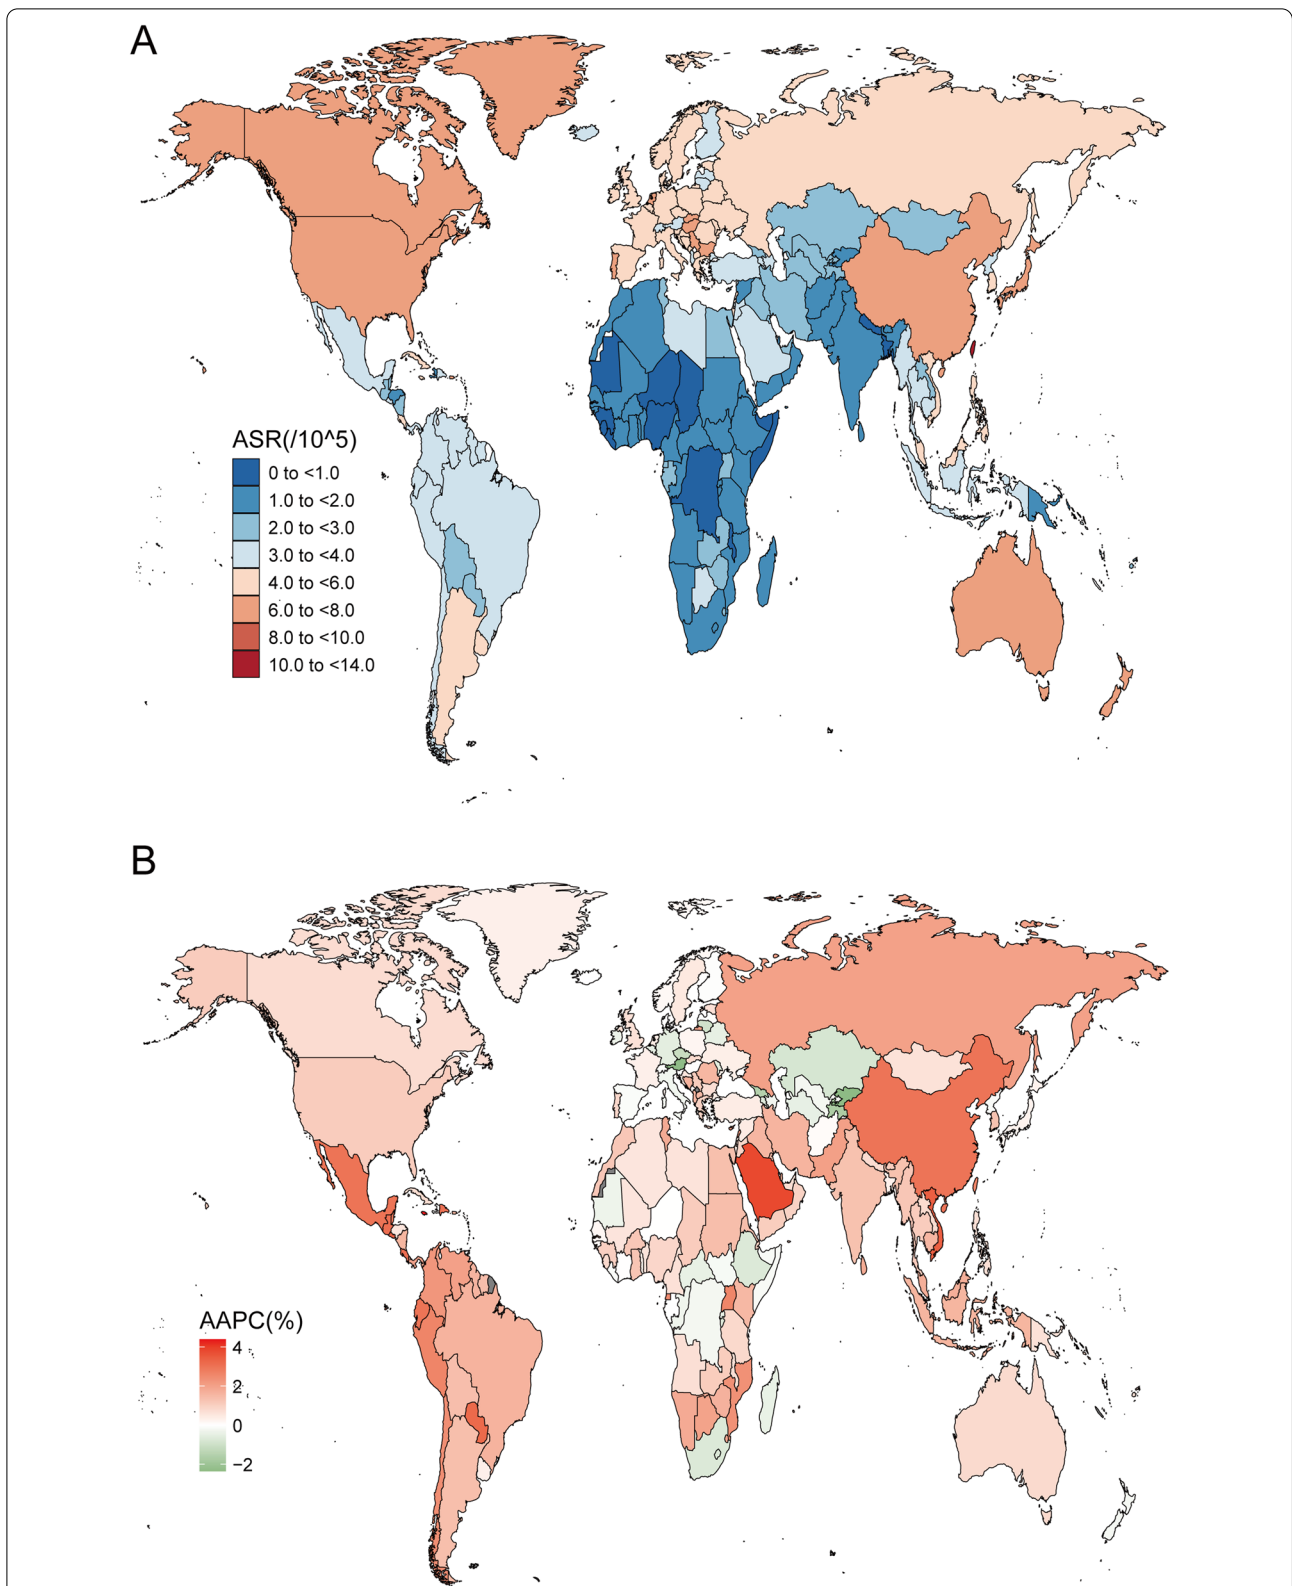 A
ASR(/10^5)
0 to <1.0
1.0 to <2.0
2.0 to <3.0
3.0 to <4.0
4.0 to <6.0
6.0 to <8.0
8.0 to <10.0
10.0 to <14.0
B
AAPC(%)
4
2
0
−2